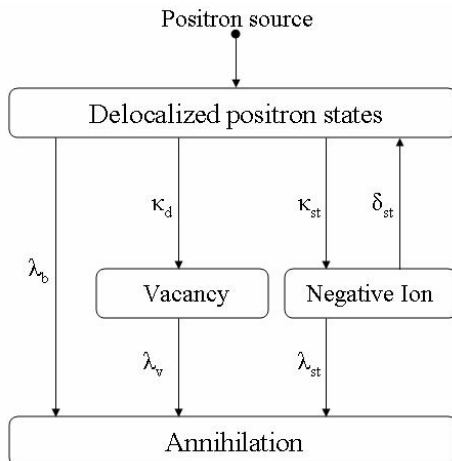 Positron source
Delocalized positron states
κd κst δst
λb
Vacancy Negative Ion
λv λst
Annihilation